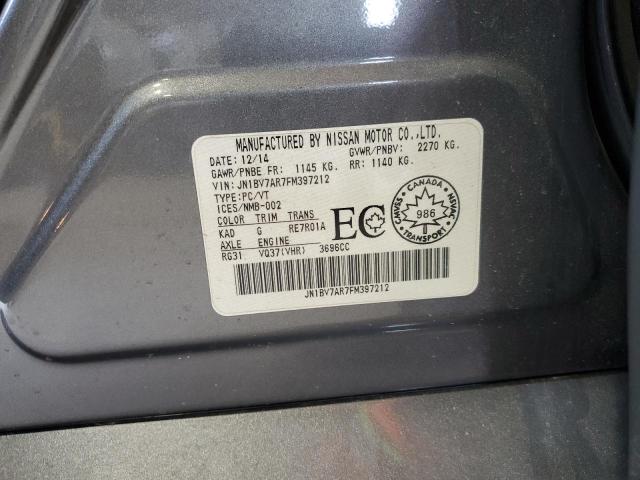 MANUFACTURED BY NISSAN MOTOR CO.,LTD.
DATE: 12/14 GVWR/PNBV: 2270 KG.
GAWR/PNBE FR: 1145 KG. RR: 1140 KG.
VIN: JN1BV7AR7FM397212
TYPE: PC/VT
ICES/NMB-002
COLOR TRIM TRANS
KAD G RE7R01A
AXLE ENGINE
RG31 VQ37(VHR) 3696CC
EC
CANADA
CMVSS 986 NSVAC
TRANSPORT
JN1BV7AR7FM397212